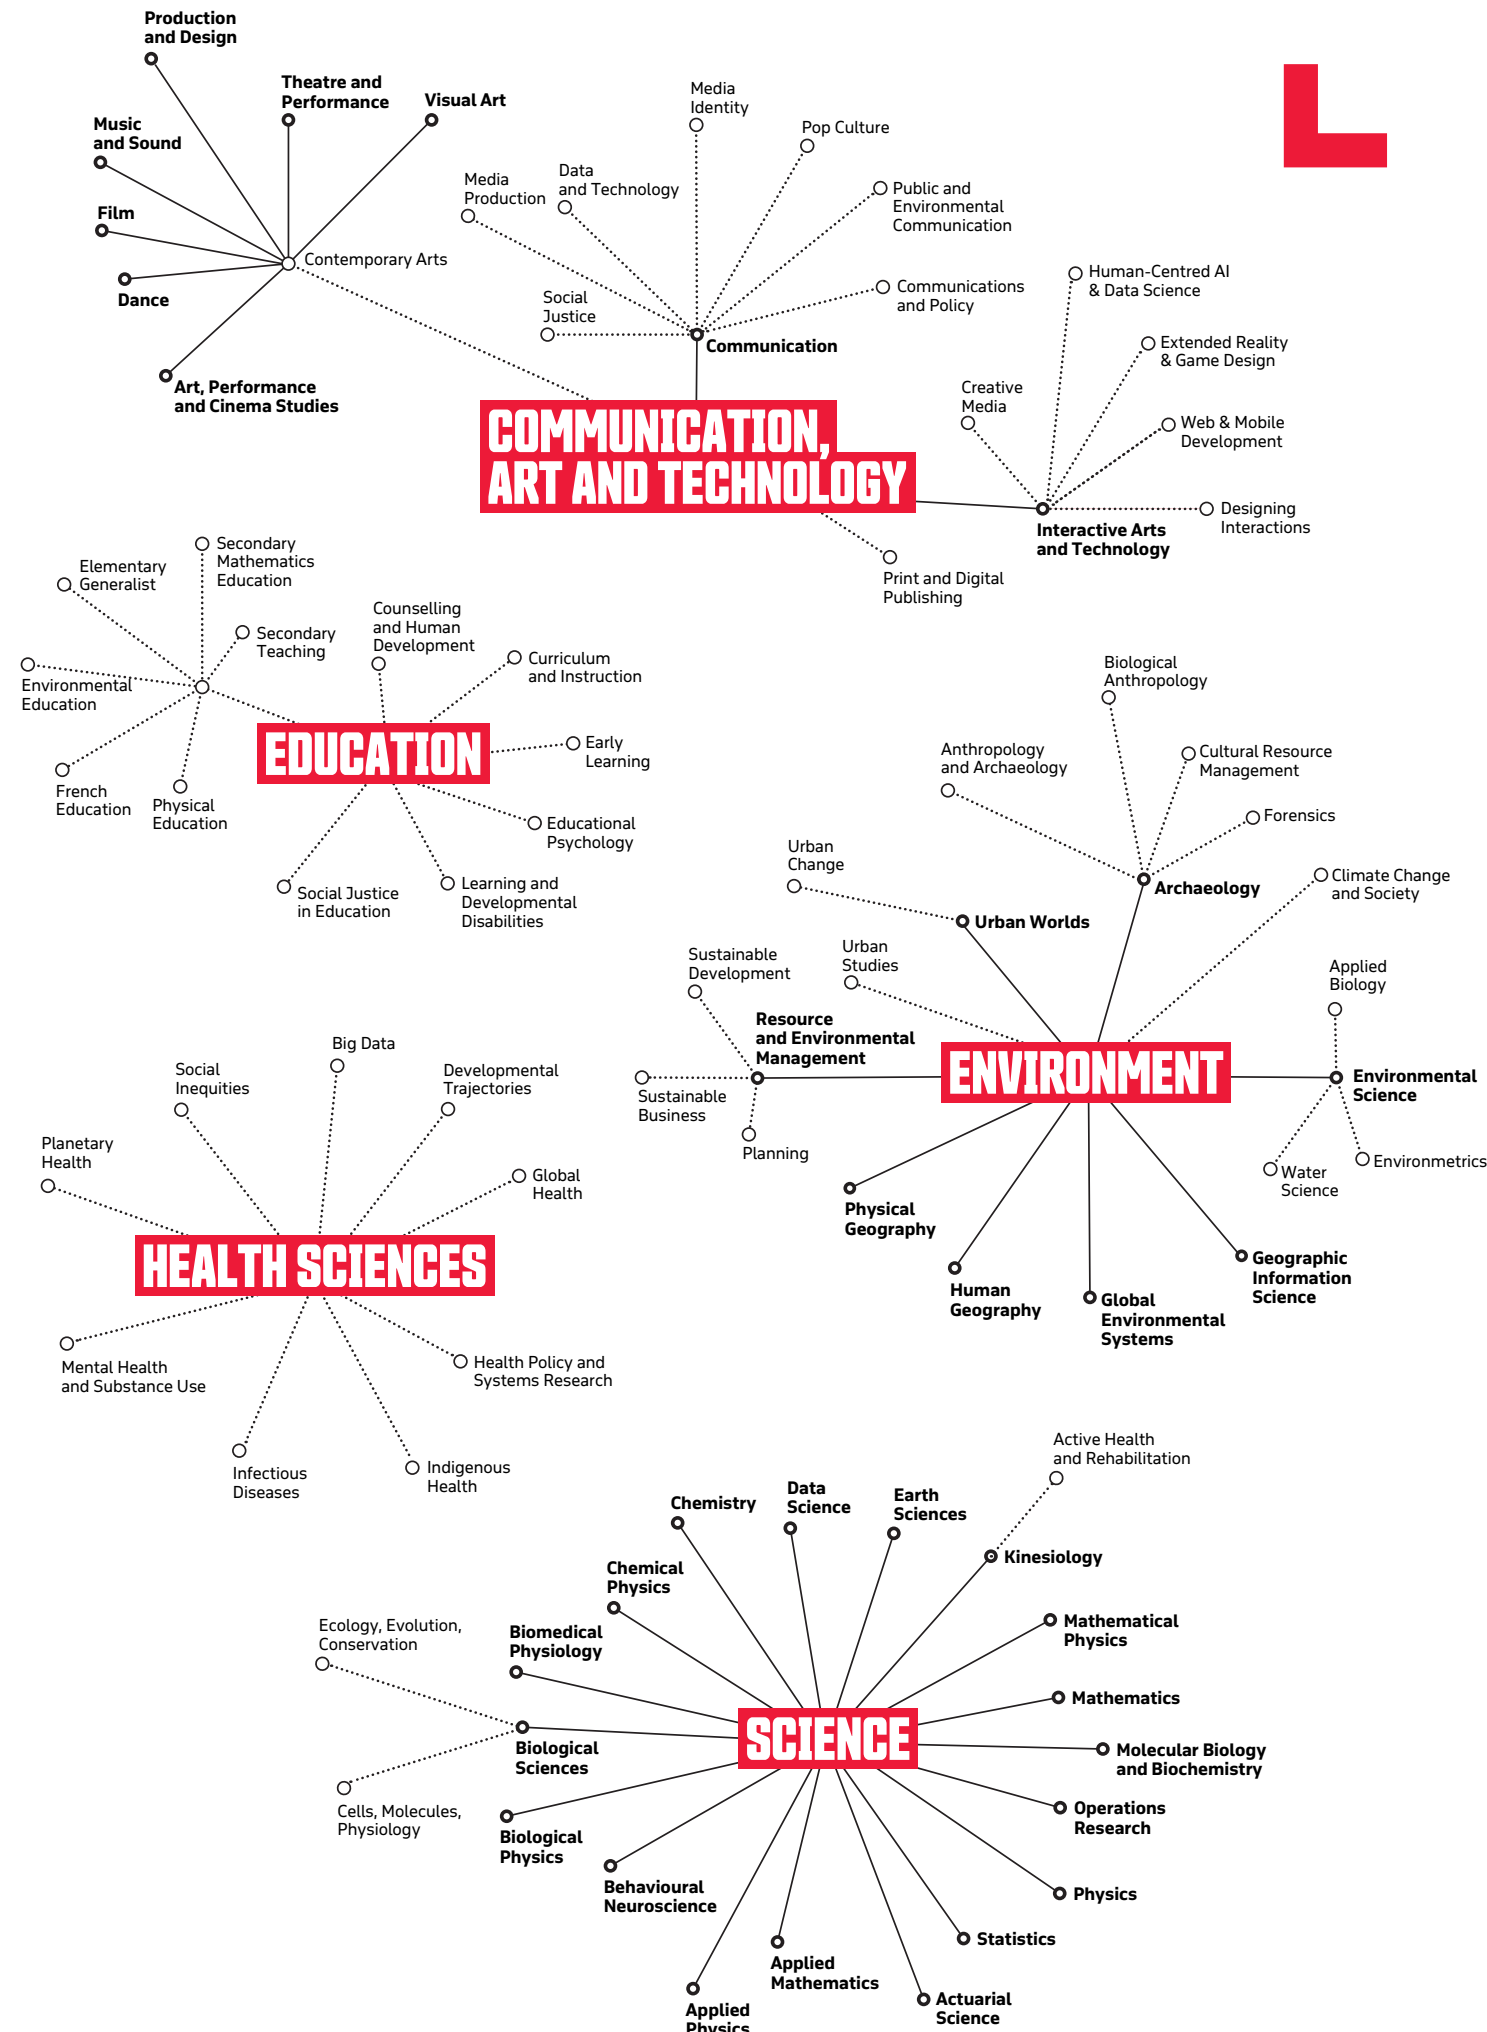 Production
and Design
Theatre and
Performance
Visual Art
Music
and Sound
Film
Dance
Contemporary Arts
Art, Performance
and Cinema Studies
Media
Identity
Pop Culture
Data
and Technology
Media
Production
Public and
Environmental
Communication
Social
Justice
Communications
and Policy
Communication
Human-Centred AI
& Data Science
Extended Reality
& Game Design
Creative
Media
Web & Mobile
Development
Designing
Interactions
Interactive Arts
and Technology
COMMUNICATION,
ART AND TECHNOLOGY
Print and Digital
Publishing
Secondary
Mathematics
Education
Elementary
Generalist
Secondary
Teaching
Environmental
Education
French
Education
Physical
Education
Counselling
and Human
Development
Curriculum
and Instruction
EDUCATION
Early
Learning
Educational
Psychology
Social Justice
in Education
Learning and
Developmental
Disabilities
Biological
Anthropology
Anthropology
and Archaeology
Cultural Resource
Management
Forensics
Urban
Change
Archaeology
Climate Change
and Society
Urban Worlds
Urban
Studies
Sustainable
Development
Applied
Biology
Resource
and Environmental
Management
ENVIRONMENT
Environmental
Science
Sustainable
Business
Planning
Water
Science
Environmetrics
Physical
Geography
Human
Geography
Global
Environmental
Systems
Geographic
Information
Science
Big Data
Social
Inequities
Developmental
Trajectories
Planetary
Health
Global
Health
HEALTH SCIENCES
Mental Health
and Substance Use
Health Policy and
Systems Research
Infectious
Diseases
Indigenous
Health
Active Health
and Rehabilitation
Chemistry
Data
Science
Earth
Sciences
Kinesiology
Chemical
Physics
Mathematical
Physics
Ecology, Evolution,
Conservation
Biomedical
Physiology
Mathematics
SCIENCE
Biological
Sciences
Molecular Biology
and Biochemistry
Cells, Molecules,
Physiology
Operations
Research
Biological
Physics
Behavioural
Neuroscience
Physics
Statistics
Applied
Mathematics
Actuarial
Science
Applied
Physics